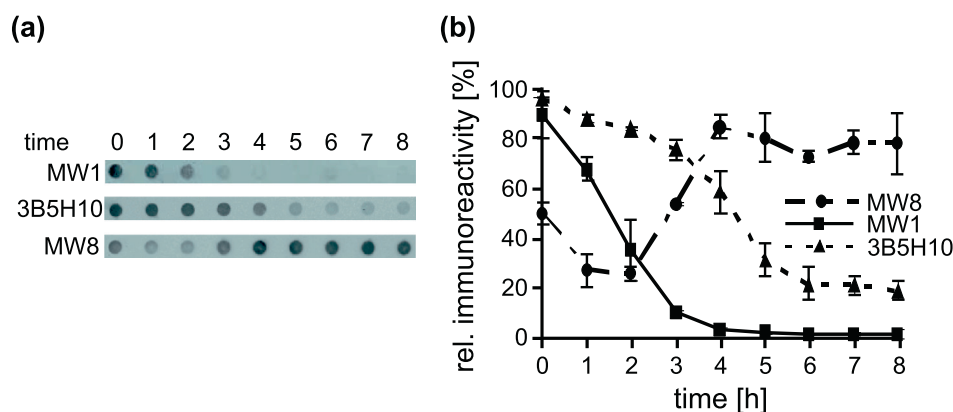 (a)
time 0 1 2 3 4 5 6 7 8
MW1
3B5H10
MW8
(b)
rel. immunoreactivity [%]
100
80
60
40
20
0
0 1 2 3 4 5 6 7 8
time [h]
MW8
MW1
3B5H10